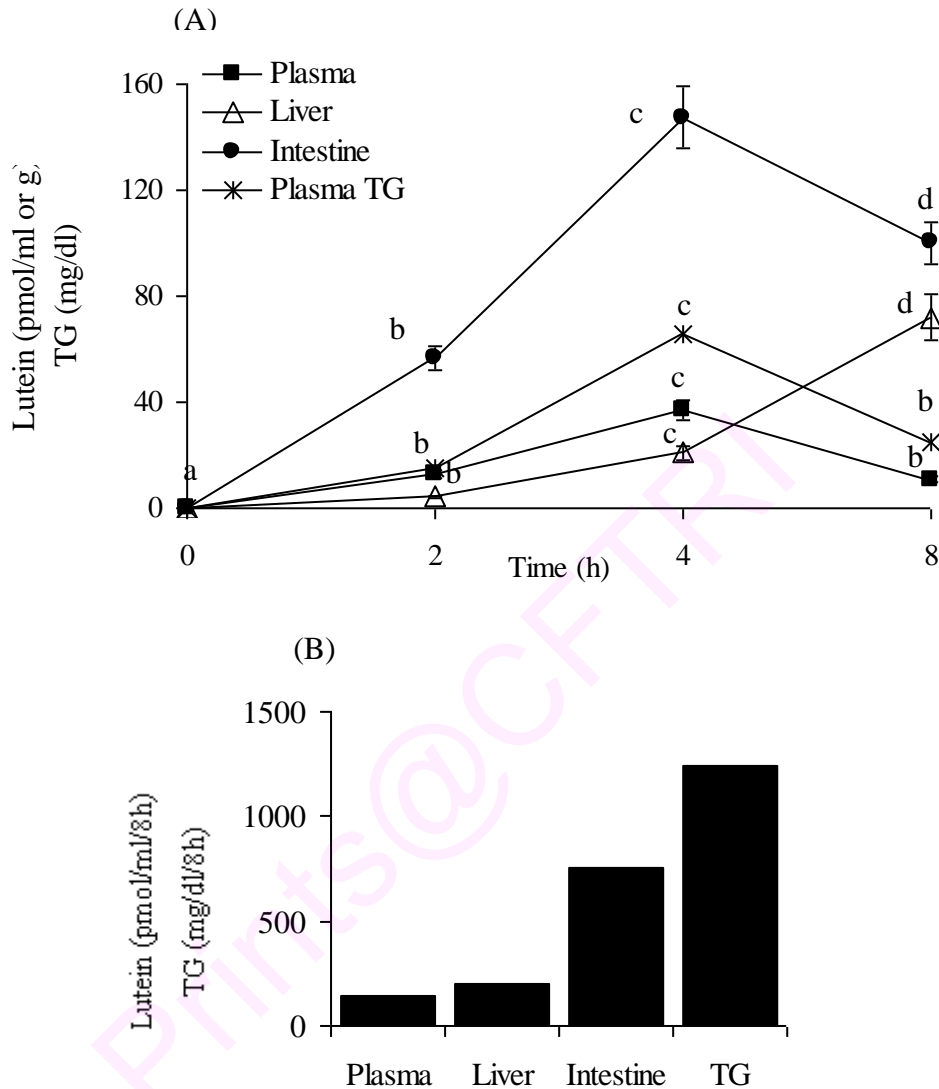 (A)
Plasma
Liver
Intestine
Plasma TG
Lutein (pmol/ml or g)
TG (mg/dl)
160
120
80
40
0
a
b
b
b
c
c
c
c
d
d
b
b
0
2
4
8
Time (h)
(B)
Lutein (pmol/ml/8h)
TG (mg/dl/8h)
1500
1000
500
0
Plasma
Liver
Intestine
TG
Prints@CFTRI